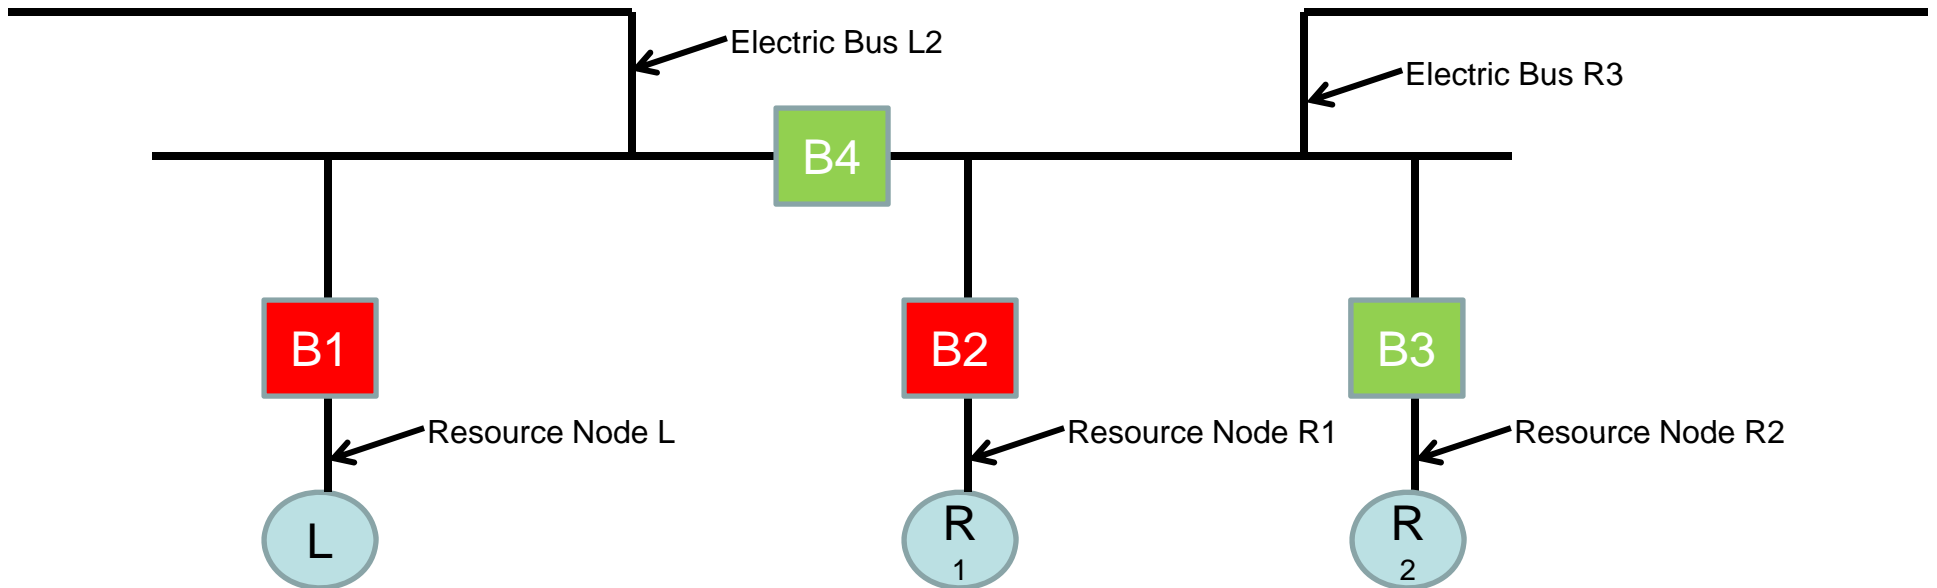 Electric Bus L2
Electric Bus R3
B4
B1
B2
B3
Resource Node L
Resource Node R1
Resource Node R2
L
R
1
R
2